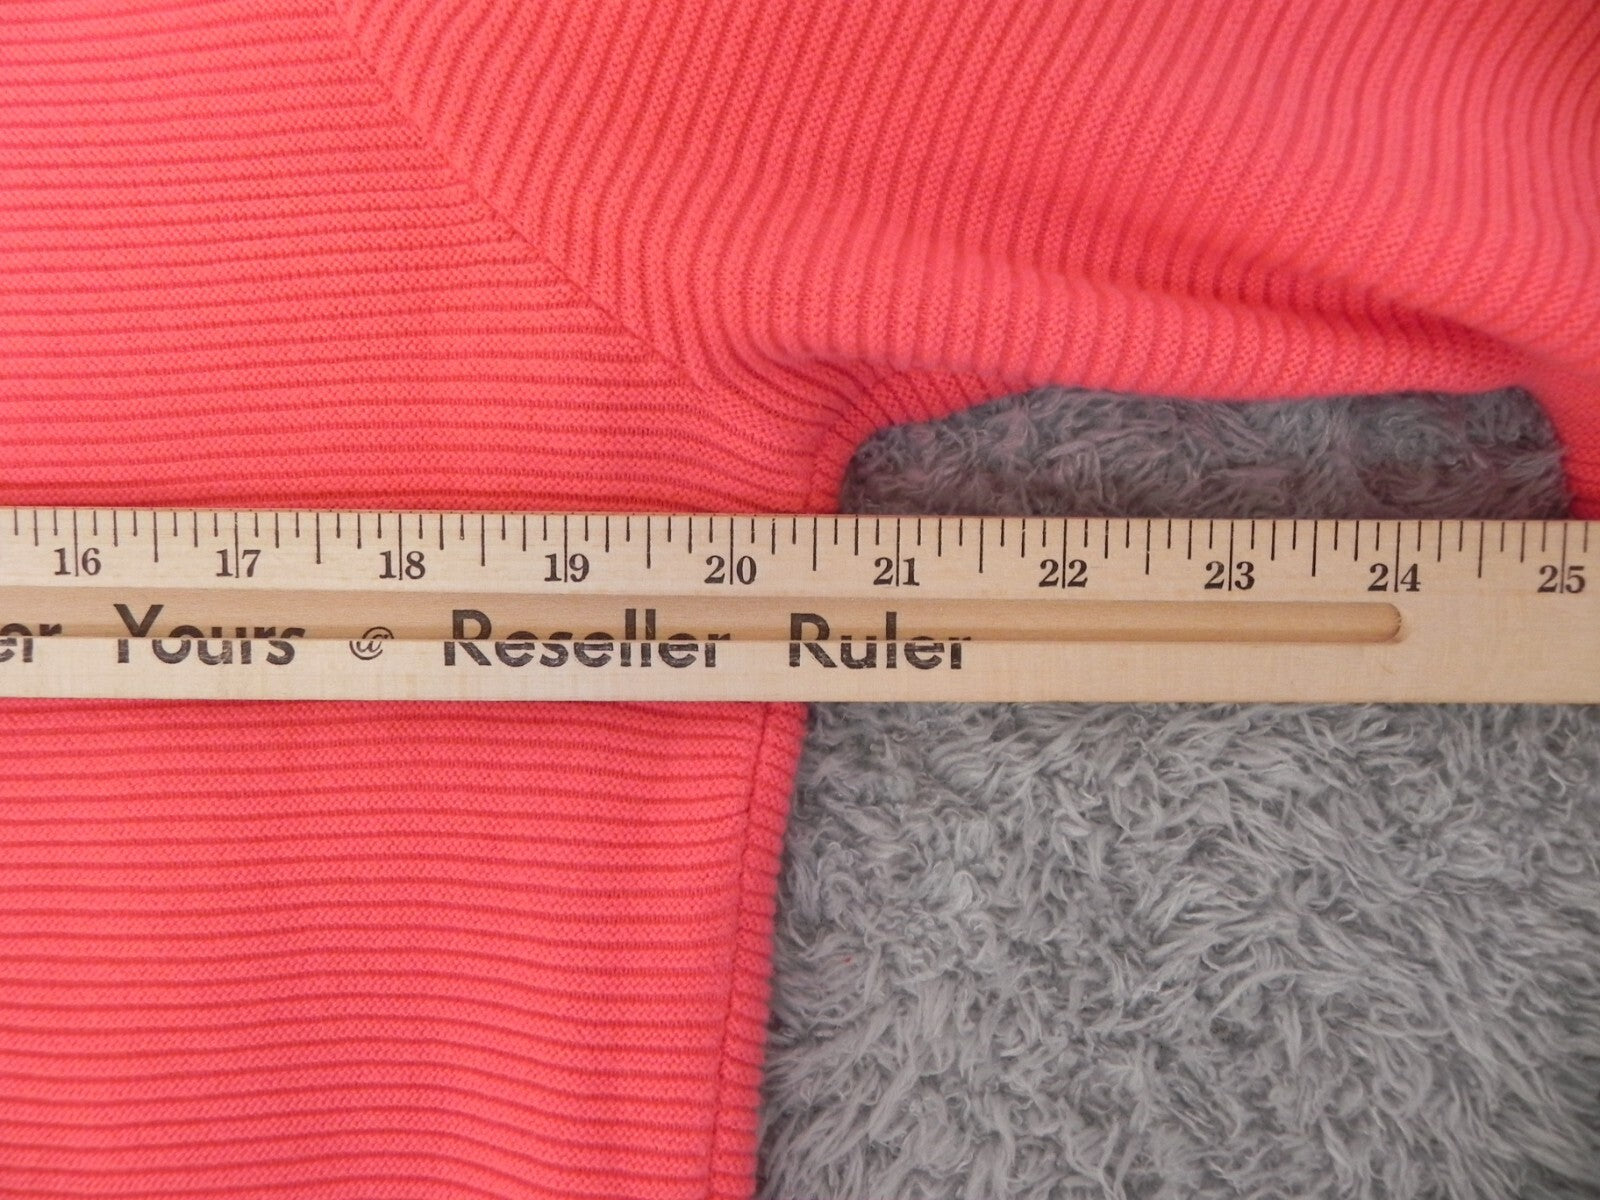 16 17 18 19 20 21 22 23 24 25
er Yours @ Reseller Ruler